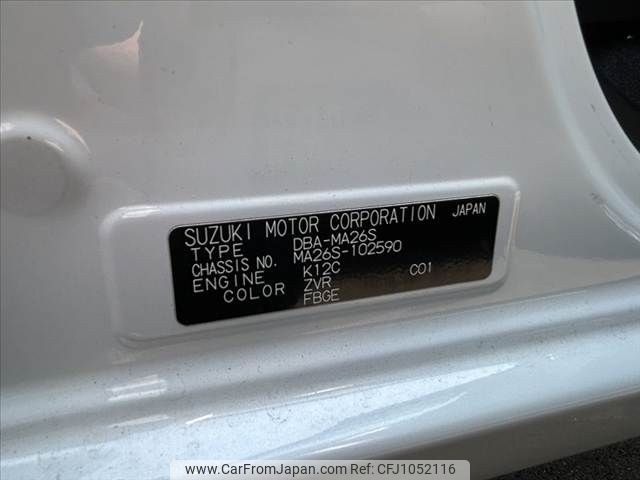 SUZUKI MOTOR CORPORATION JAPAN
TYPE DBA-MA26S
CHASSIS NO. MA26S-102590
ENGINE K12C C01
COLOR ZVR
FBGE
www.CarFromJapan.com | Ref. CFJ1052116